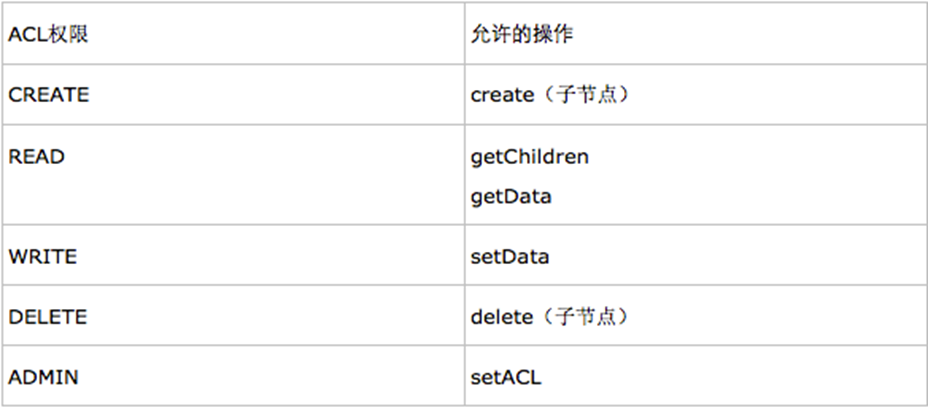 ACL权限 允许的操作
CREATE create（子节点）
READ getChildren
getData
WRITE setData
DELETE delete（子节点）
ADMIN setACL